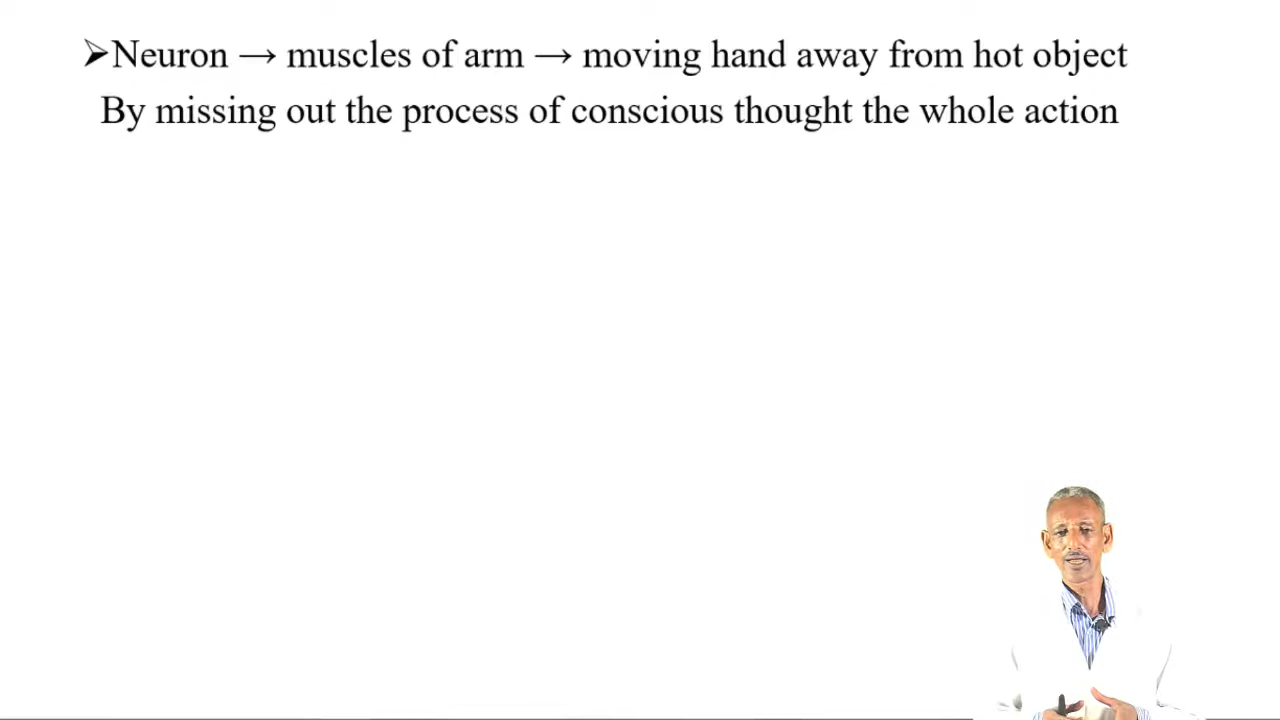 ➢Neuron → muscles of arm → moving hand away from hot object
By missing out the process of conscious thought the whole action